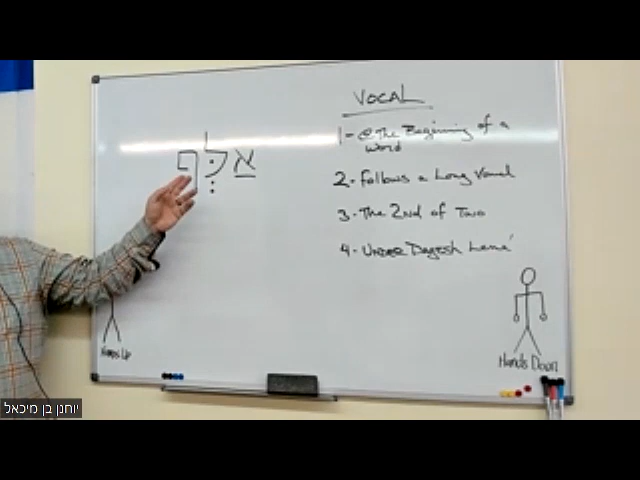 VOCAL
אַלְּף
1- @ The Beginning of a
Word
2- Follows a Long Vowel
3- The 2nd of Two
4- UNDER Dagesh Lene
Hands Up
Hands Down
יוחנן בן מיכאל